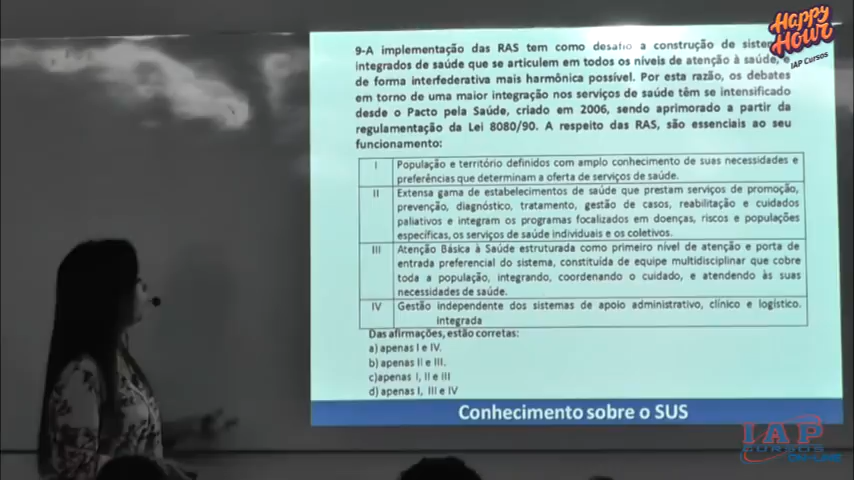 Happy
Hour
IAP Cursos
9-A implementação das RAS tem como desafio a construção de
integrados de saúde que se articulem em todos os níveis de atenção à saúde, e
de forma interfederativa mais harmônica possível. Por esta razão, os debates
em torno de uma maior integração nos serviços de saúde têm se intensificado
desde o Pacto pela Saúde, criado em 2006, sendo aprimorado a partir da
regulamentação da Lei 8080/90. A respeito das RAS, são essenciais ao seu
funcionamento:
I População e território definidos com amplo conhecimento de suas necessidades e
preferências que determinam a oferta de serviços de saúde.
II Extensa gama de estabelecimentos de saúde que prestam serviços de promoção,
prevenção, diagnóstico, tratamento, gestão de casos, reabilitação e cuidados
paliativos e integram os programas focalizados em doenças, riscos e populações
específicas, os serviços de saúde individuais e os coletivos.
III Atenção Básica à Saúde estruturada como primeiro nível de atenção e porta de
entrada preferencial do sistema, constituída de equipe multidisciplinar que cobre
toda a população, integrando, coordenando o cuidado, e atendendo às suas
necessidades de saúde.
IV Gestão independente dos sistemas de apoio administrativo, clínico e logístico.
integrada
Das afirmações, estão corretas:
a) apenas I e IV.
b) apenas II e III.
c)apenas I, II e III
d) apenas I, III e IV
Conhecimento sobre o SUS
IAP
CURSOS
ON-LINE